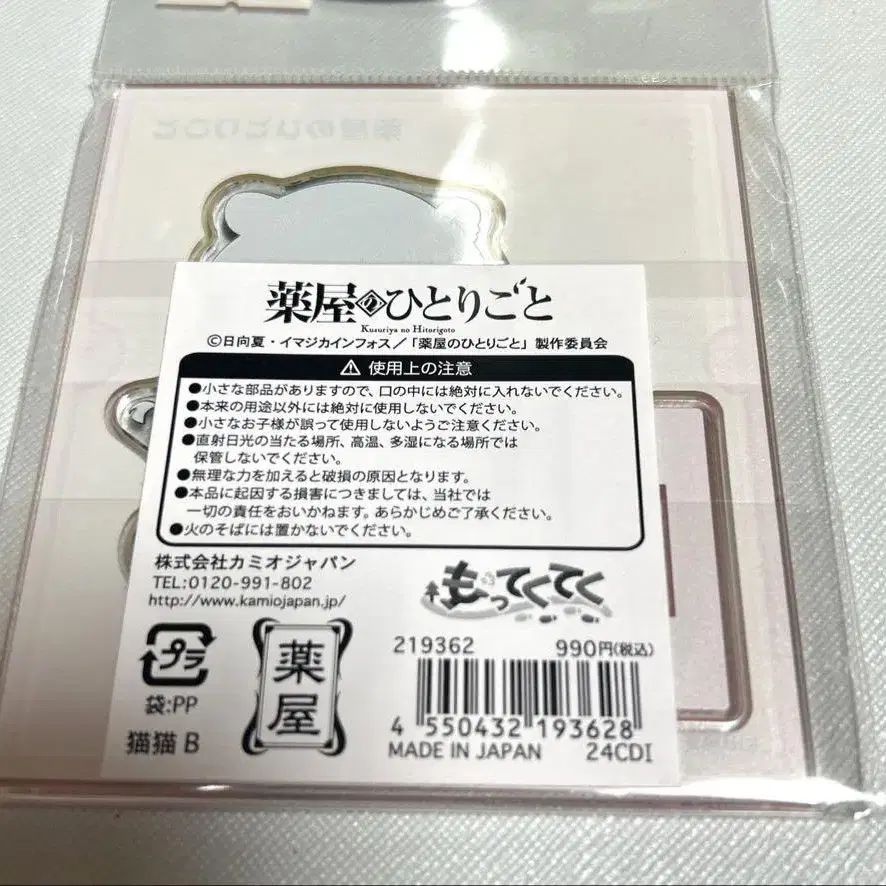 薬屋のひとりごと
薬屋のひとりごと
Kusuriya no Hitorigoto
©日向夏・イマジカインフォス／「薬屋のひとりごと」製作委員会
⚠ 使用上の注意
●小さな部品がありますので、口の中には絶対に入れないでください。
●本来の用途以外には絶対に使用しないでください。
●小さなお子様が誤って使用しないようご注意ください。
●直射日光の当たる場所、高温、多湿になる場所では
保管しないでください。
●無理な力を加えると破損の原因となります。
●本品に起因する損害につきましては、当社では
一切の責任をおいかねます。あらかじめご了承ください。
●火のそばには置かないでください。
株式会社カミオジャパン
TEL:0120-991-802
http://www.kamiojapan.jp/
もってくてく
プラ
袋:PP
猫猫 B
薬屋
219362 990円(税込)
4 550432 193628
MADE IN JAPAN 24CDI